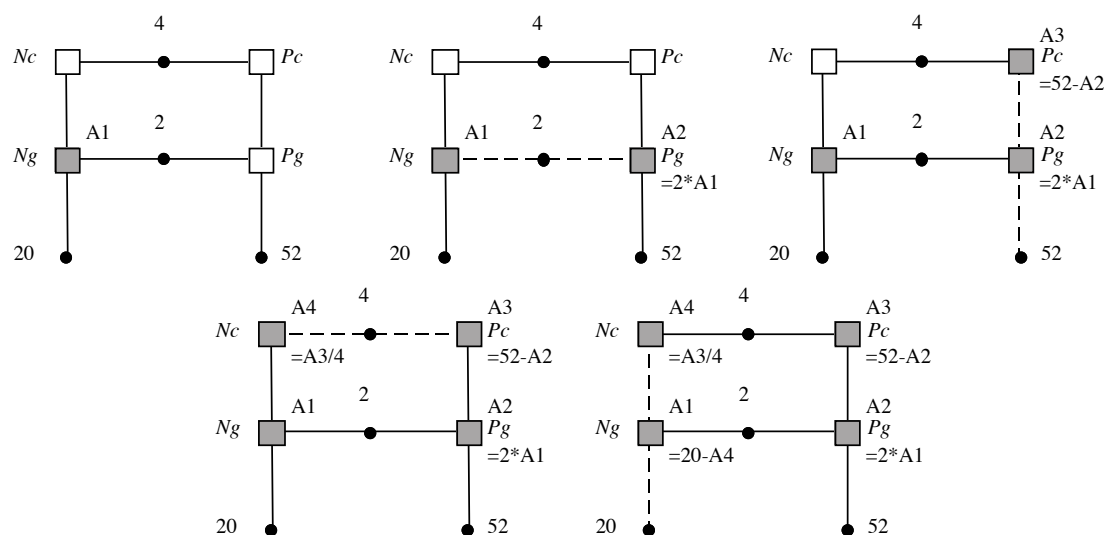 4
Nc Pc
A1 2
Ng Pg
20 52
4
Nc Pc
A1 2 A2
Ng Pg
=2*A1
20 52
4 A3
Nc Pc
=52-A2
A1 2 A2
Ng Pg
=2*A1
20 52
A4 4 A3
Nc Pc
=A3/4 =52-A2
A1 2 A2
Ng Pg
=2*A1
20 52
A4 4 A3
Nc Pc
=A3/4 =52-A2
A1 2 A2
Ng Pg
=20-A4 =2*A1
20 52